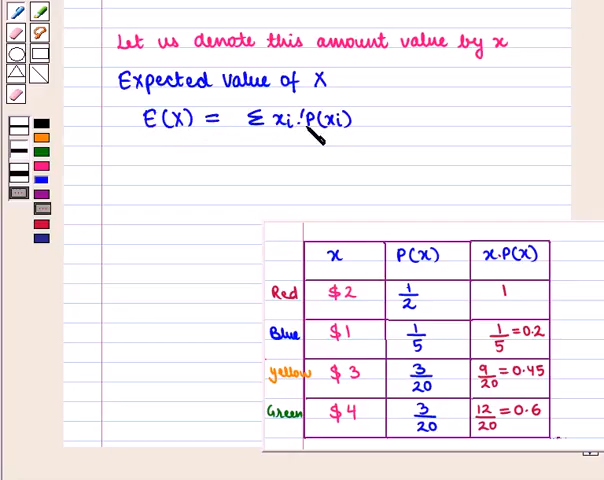 Let us denote this amount value by x
Expected value of X
E(X) = Σ xi . P(xi)
x P(x) x.P(x)
Red $2 1/2 1
Blue $1 1/5 1/5 = 0.2
Yellow $3 3/20 9/20 = 0.45
Green $4 3/20 12/20 = 0.6